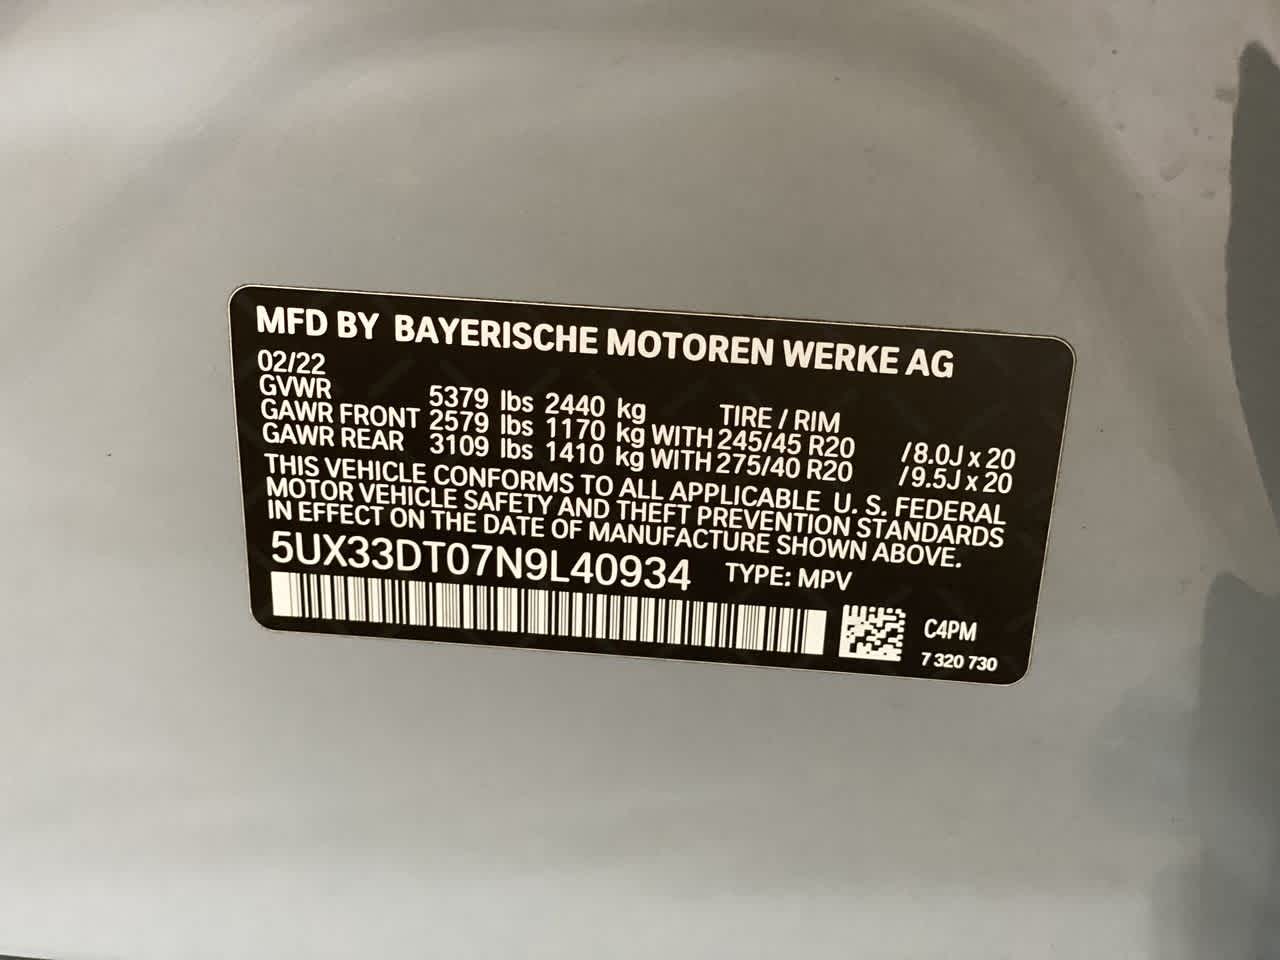 MFD BY BAYERISCHE MOTOREN WERKE AG
02/22
GVWR 5379 lbs 2440 kg TIRE / RIM
GAWR FRONT 2579 lbs 1170 kg WITH 245/45 R20 /8.0J x 20
GAWR REAR 3109 lbs 1410 kg WITH 275/40 R20 /9.5J x 20
THIS VEHICLE CONFORMS TO ALL APPLICABLE U. S. FEDERAL
MOTOR VEHICLE SAFETY AND THEFT PREVENTION STANDARDS
IN EFFECT ON THE DATE OF MANUFACTURE SHOWN ABOVE.
5UX33DT07N9L40934 TYPE: MPV
C4PM
7 320 730